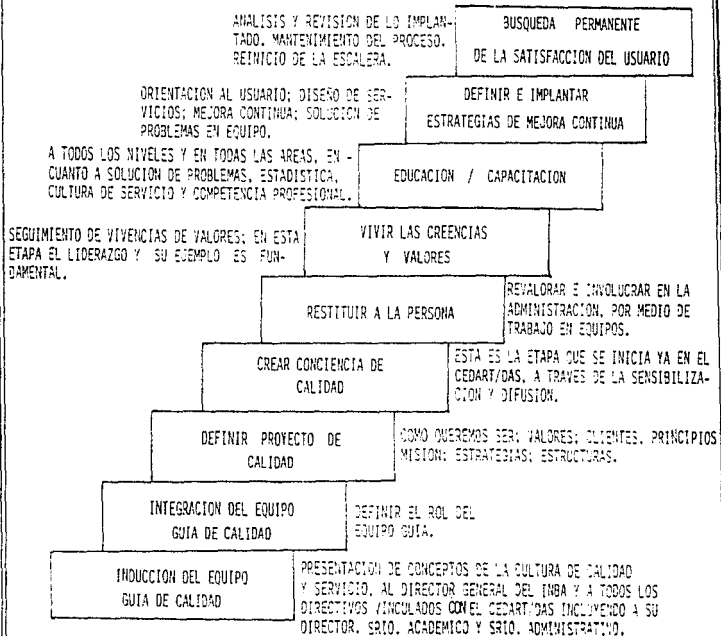 ANALISIS Y REVISION DE LO IMPLAN-
TADO. MANTENIMIENTO DEL PROCESO.
REINICIO DE LA ESCALERA.
BUSQUEDA PERMANENTE
DE LA SATISFACCION DEL USUARIO
ORIENTACION AL USUARIO; DISEÑO DE SER-
VICIOS; MEJORA CONTINUA; SOLUCION DE
PROBLEMAS EN EQUIPO.
DEFINIR E IMPLANTAR
ESTRATEGIAS DE MEJORA CONTINUA
A TODOS LOS NIVELES Y EN TODAS LAS AREAS, EN -
CUANTO A SOLUCION DE PROBLEMAS, ESTADISTICA,
CULTURA DE SERVICIO Y COMPETENCIA PROFESIONAL.
EDUCACION / CAPACITACION
SEGUIMIENTO DE VIVENCIAS DE VALORES; EN ESTA
ETAPA EL LIDERAZGO Y SU EJEMPLO ES FUN-
DAMENTAL.
VIVIR LAS CREENCIAS
Y VALORES
RESTITUIR A LA PERSONA
REVALORAR E INVOLUCRAR EN LA
ADMINISTRACION, POR MEDIO DE
TRABAJO EN EQUIPOS.
CREAR CONCIENCIA DE
CALIDAD
ESTA ES LA ETAPA QUE SE INICIA YA EN EL
CEDART/DAS, A TRAVES DE LA SENSIBILIZA-
CION Y DIFUSION.
DEFINIR PROYECTO DE
CALIDAD
COMO QUEREMOS SER; VALORES; CLIENTES, PRINCIPIOS
MISION; ESTRATEGIAS; ESTRUCTURAS.
INTEGRACION DEL EQUIPO
GUIA DE CALIDAD
DEFINIR EL ROL DEL
EQUIPO GUIA.
INDUCCION DEL EQUIPO
GUIA DE CALIDAD
PRESENTACION DE CONCEPTOS DE LA CULTURA DE CALIDAD
Y SERVICIO, AL DIRECTOR GENERAL DEL INBA Y A TODOS LOS
DIRECTIVOS VINCULADOS CON EL CEDART/DAS INCLUYENDO A SU
DIRECTOR, SRIO. ACADEMICO Y SRIO. ADMINISTRATIVO.